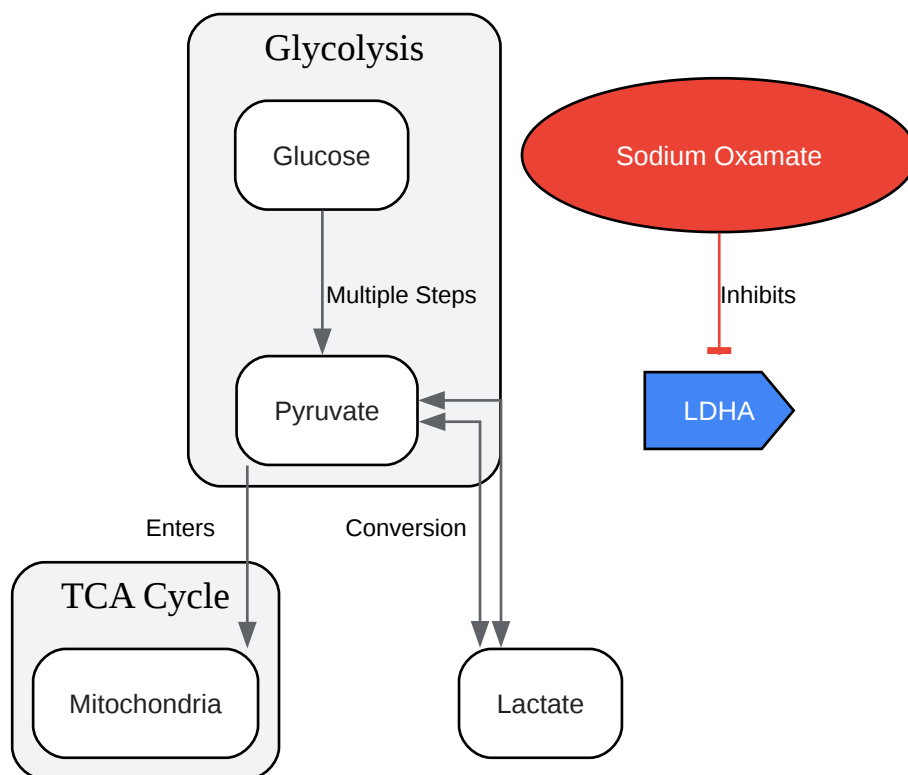 Glycolysis
Glucose
Sodium Oxamate
Multiple Steps
Inhibits
Pyruvate
LDHA
Enters
Conversion
TCA Cycle
Mitochondria
Lactate